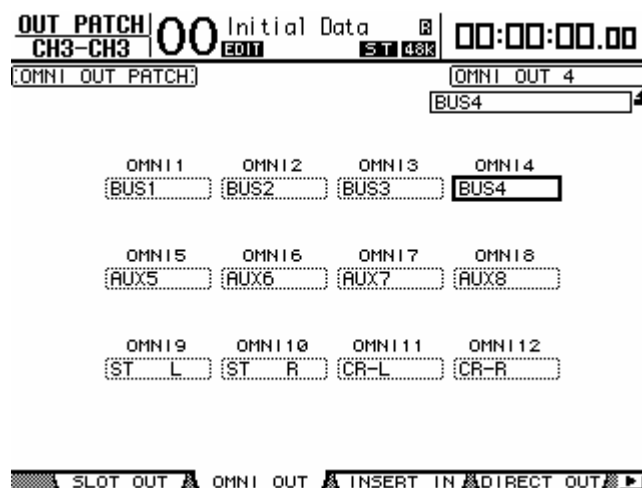 OUT PATCH
CH3-CH3
00
Initial Data
R
EDIT
ST
48K
00:00:00.00
OMNI OUT PATCH
OMNI OUT 4
BUS4
OMNI1 OMNI2 OMNI3 OMNI4
BUS1 BUS2 BUS3 BUS4
OMNI5 OMNI6 OMNI7 OMNI8
AUX5 AUX6 AUX7 AUX8
OMNI9 OMNI10 OMNI11 OMNI12
ST L ST R CR-L CR-R
SLOT OUT OMNI OUT INSERT IN DIRECT OUT